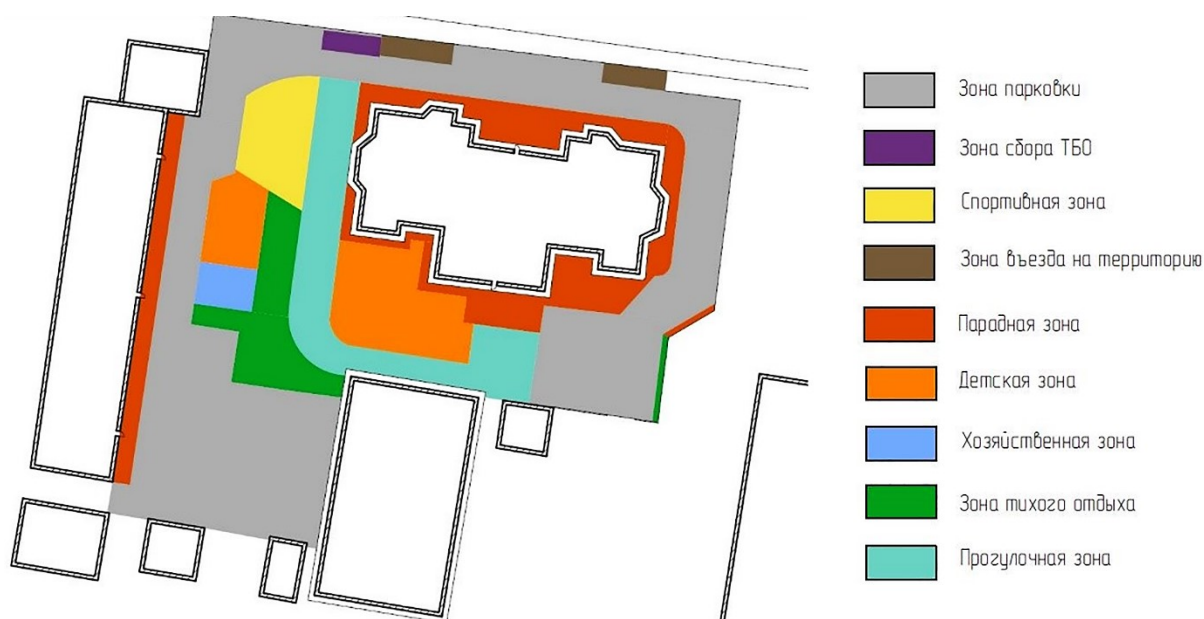 Зона парковки
Зона сбора ТБО
Спортивная зона
Зона въезда на территорию
Парадная зона
Детская зона
Хозяйственная зона
Зона тихого отдыха
Прогулочная зона